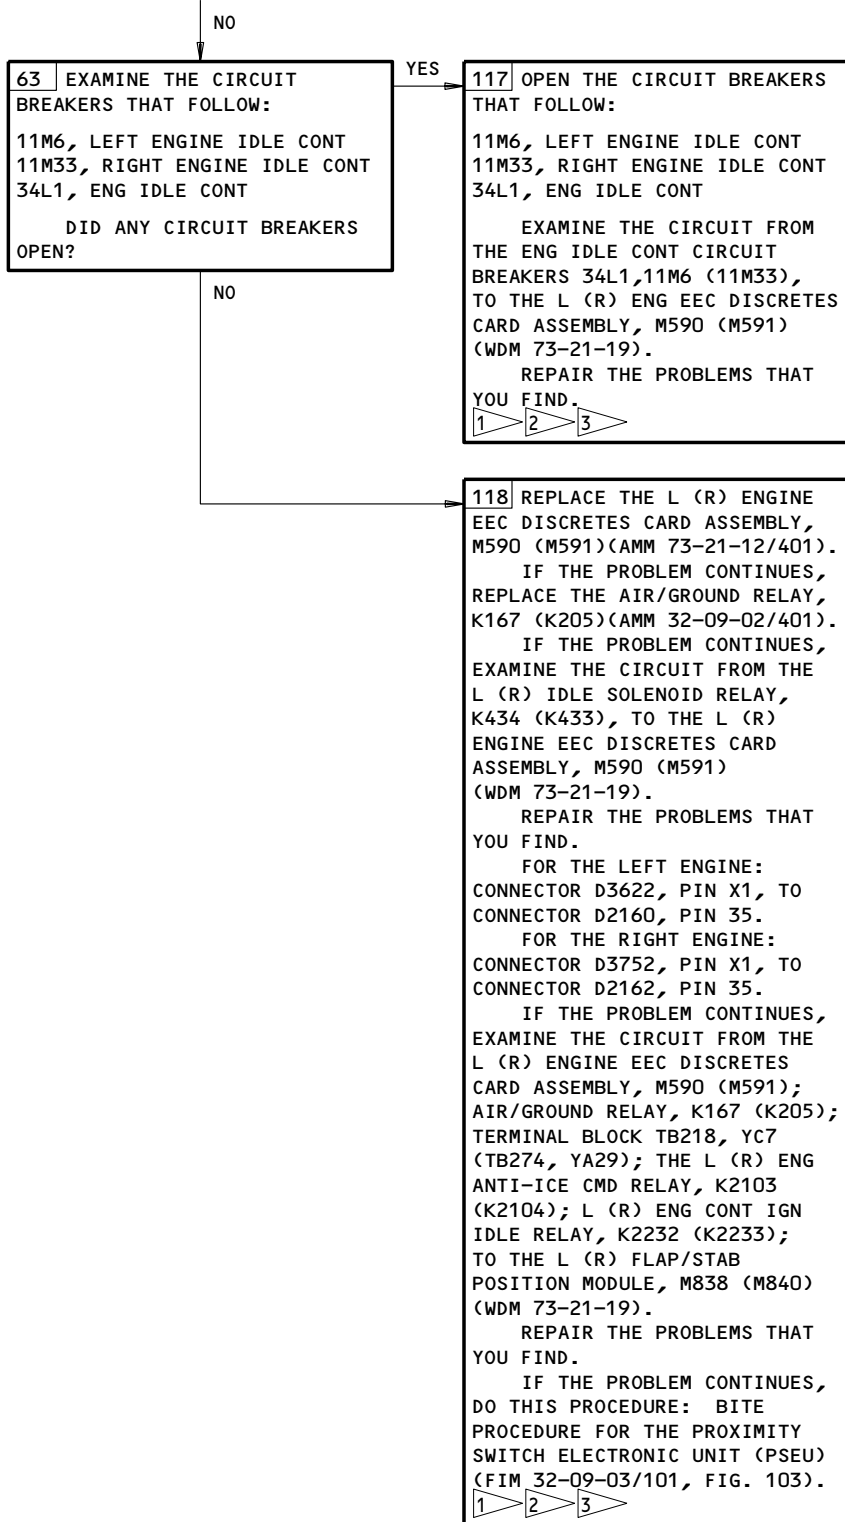 NO
63 EXAMINE THE CIRCUIT
BREAKERS THAT FOLLOW:
11M6, LEFT ENGINE IDLE CONT
11M33, RIGHT ENGINE IDLE CONT
34L1, ENG IDLE CONT
DID ANY CIRCUIT BREAKERS
OPEN?
YES
117 OPEN THE CIRCUIT BREAKERS
THAT FOLLOW:
11M6, LEFT ENGINE IDLE CONT
11M33, RIGHT ENGINE IDLE CONT
34L1, ENG IDLE CONT
EXAMINE THE CIRCUIT FROM
THE ENG IDLE CONT CIRCUIT
BREAKERS 34L1,11M6 (11M33),
TO THE L (R) ENG EEC DISCRETES
CARD ASSEMBLY, M590 (M591)
(WDM 73-21-19).
REPAIR THE PROBLEMS THAT
YOU FIND.
1 2 3
NO
118 REPLACE THE L (R) ENGINE
EEC DISCRETES CARD ASSEMBLY,
M590 (M591)(AMM 73-21-12/401).
IF THE PROBLEM CONTINUES,
REPLACE THE AIR/GROUND RELAY,
K167 (K205)(AMM 32-09-02/401).
IF THE PROBLEM CONTINUES,
EXAMINE THE CIRCUIT FROM THE
L (R) IDLE SOLENOID RELAY,
K434 (K433), TO THE L (R)
ENGINE EEC DISCRETES CARD
ASSEMBLY, M590 (M591)
(WDM 73-21-19).
REPAIR THE PROBLEMS THAT
YOU FIND.
FOR THE LEFT ENGINE:
CONNECTOR D3622, PIN X1, TO
CONNECTOR D2160, PIN 35.
FOR THE RIGHT ENGINE:
CONNECTOR D3752, PIN X1, TO
CONNECTOR D2162, PIN 35.
IF THE PROBLEM CONTINUES,
EXAMINE THE CIRCUIT FROM THE
L (R) ENGINE EEC DISCRETES
CARD ASSEMBLY, M590 (M591);
AIR/GROUND RELAY, K167 (K205);
TERMINAL BLOCK TB218, YC7
(TB274, YA29); THE L (R) ENG
ANTI-ICE CMD RELAY, K2103
(K2104); L (R) ENG CONT IGN
IDLE RELAY, K2232 (K2233);
TO THE L (R) FLAP/STAB
POSITION MODULE, M838 (M840)
(WDM 73-21-19).
REPAIR THE PROBLEMS THAT
YOU FIND.
IF THE PROBLEM CONTINUES,
DO THIS PROCEDURE: BITE
PROCEDURE FOR THE PROXIMITY
SWITCH ELECTRONIC UNIT (PSEU)
(FIM 32-09-03/101, FIG. 103).
1 2 3